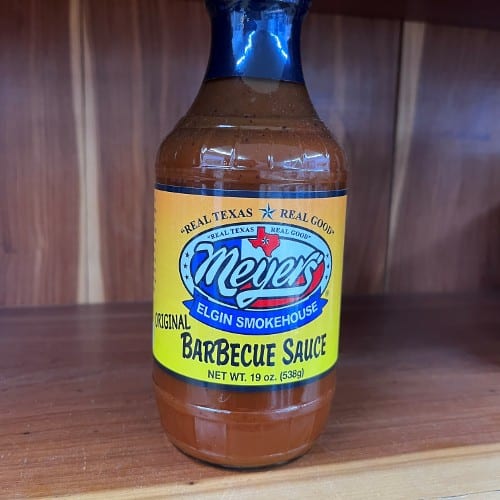 "REAL TEXAS ★ REAL GOOD"
"REAL TEXAS REAL GOOD"
Meyer's
ELGIN SMOKEHOUSE
ORIGINAL
BARBECUE SAUCE
NET WT. 19 oz. (538g)